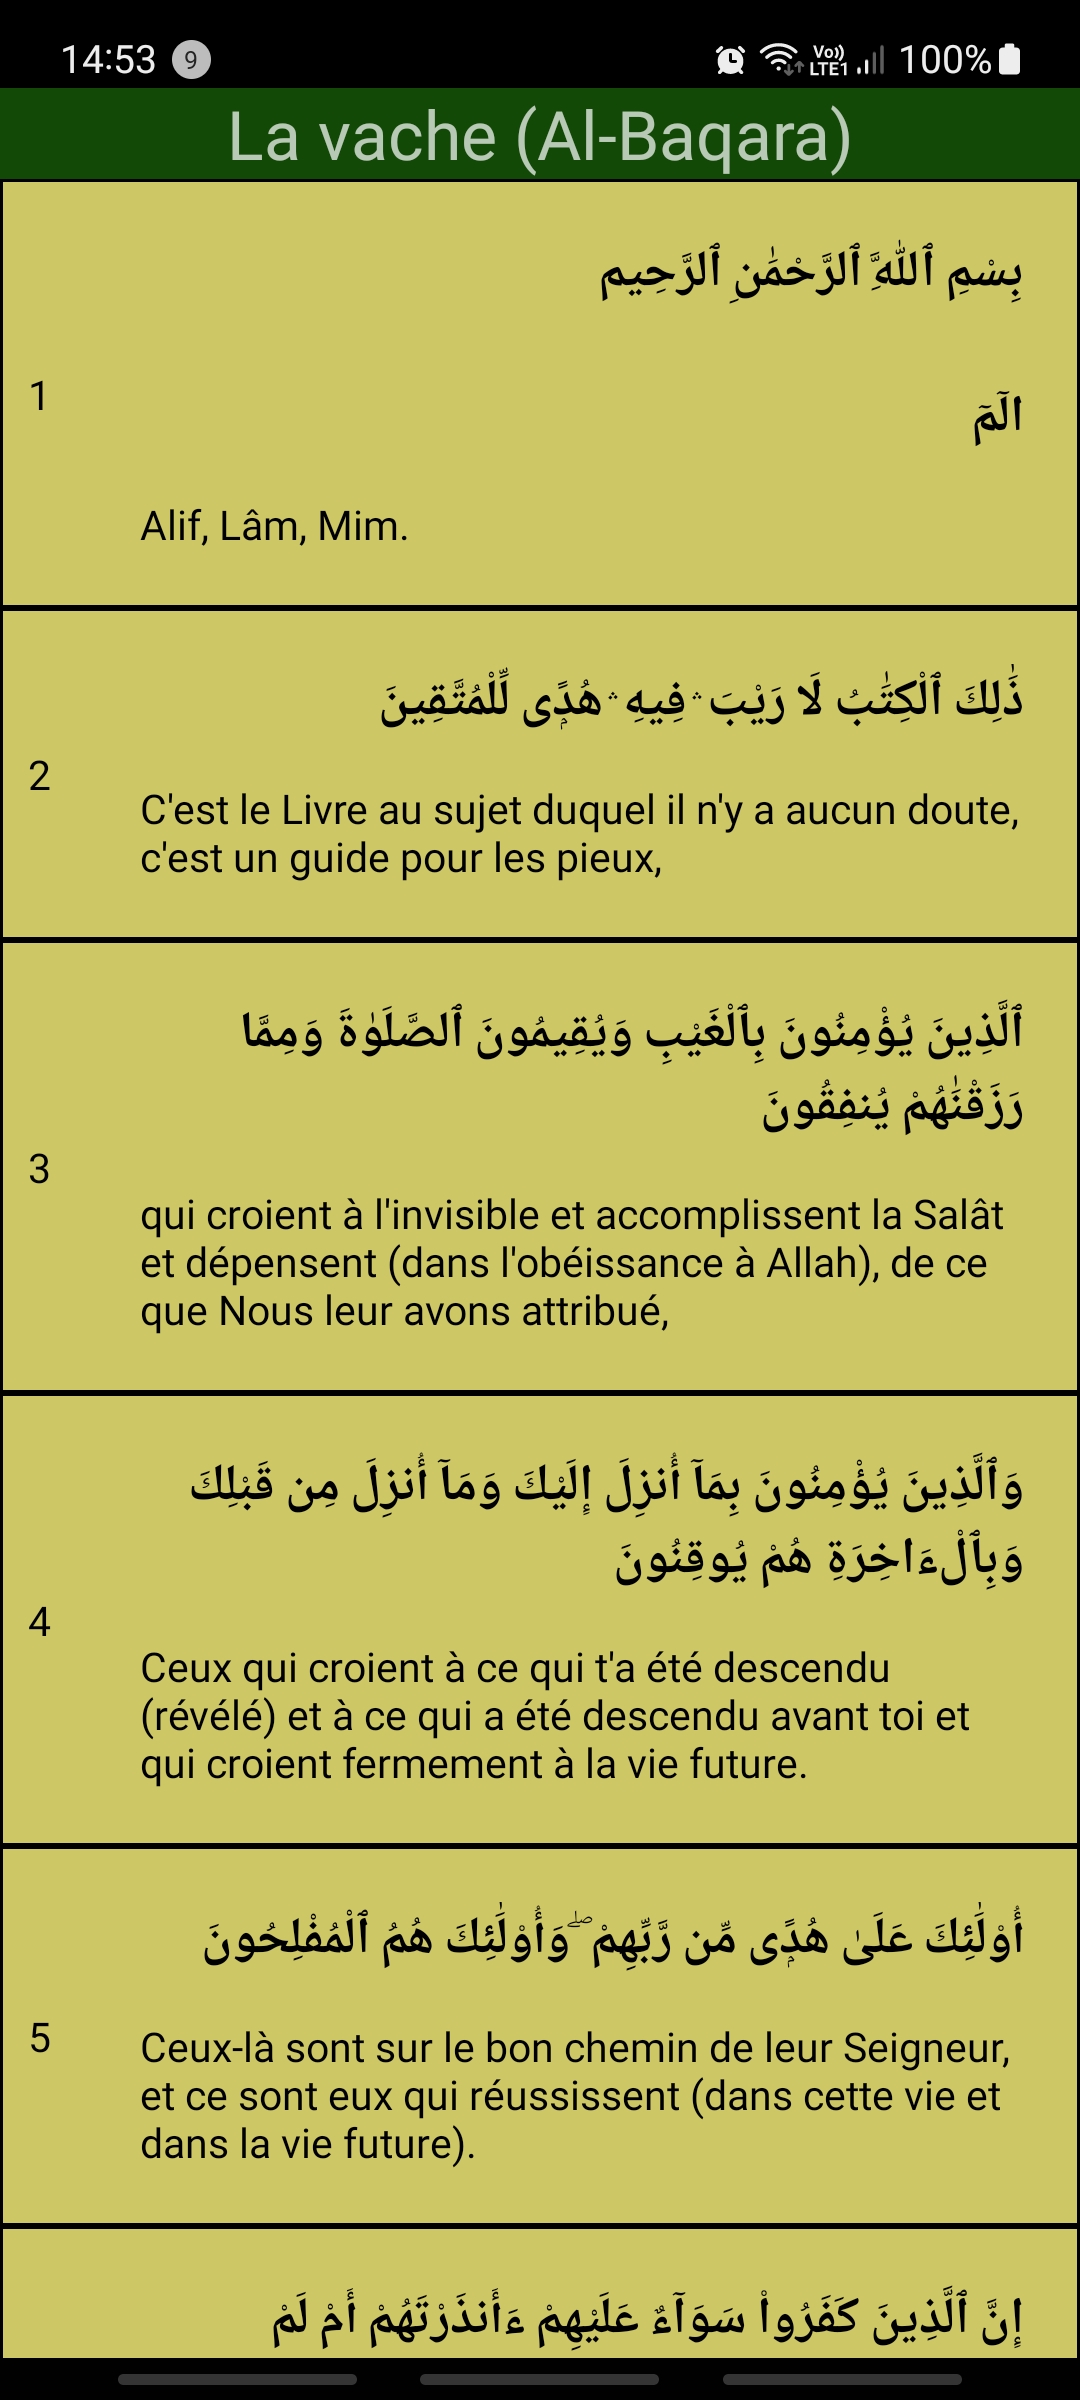 14:53 9 Vo)) LTE1 100%
La vache (Al-Baqara)
بِسْمِ ٱللَّهِ ٱلرَّحْمَٰنِ ٱلرَّحِيم
1
الٓمٓ
Alif, Lâm, Mim.
ذَٰلِكَ ٱلْكِتَٰبُ لَا رَيْبَ ۛ فِيهِ ۛ هُدًۭى لِّلْمُتَّقِينَ
2
C'est le Livre au sujet duquel il n'y a aucun doute,
c'est un guide pour les pieux,
ٱلَّذِينَ يُؤْمِنُونَ بِٱلْغَيْبِ وَيُقِيمُونَ ٱلصَّلَوٰةَ وَمِمَّا
رَزَقْنَٰهُمْ يُنفِقُونَ
3
qui croient à l'invisible et accomplissent la Salât
et dépensent (dans l'obéissance à Allah), de ce
que Nous leur avons attribué,
وَٱلَّذِينَ يُؤْمِنُونَ بِمَآ أُنزِلَ إِلَيْكَ وَمَآ أُنزِلَ مِن قَبْلِكَ
وَبِٱلْءَاخِرَةِ هُمْ يُوقِنُونَ
4
Ceux qui croient à ce qui t'a été descendu
(révélé) et à ce qui a été descendu avant toi et
qui croient fermement à la vie future.
أُو۟لَٰٓئِكَ عَلَىٰ هُدًۭى مِّن رَّبِّهِمْ ۖ وَأُو۟لَٰٓئِكَ هُمُ ٱلْمُفْلِحُونَ
5
Ceux-là sont sur le bon chemin de leur Seigneur,
et ce sont eux qui réussissent (dans cette vie et
dans la vie future).
إِنَّ ٱلَّذِينَ كَفَرُوا۟ سَوَآءٌ عَلَيْهِمْ ءَأَنذَرْتَهُمْ أَمْ لَمْ